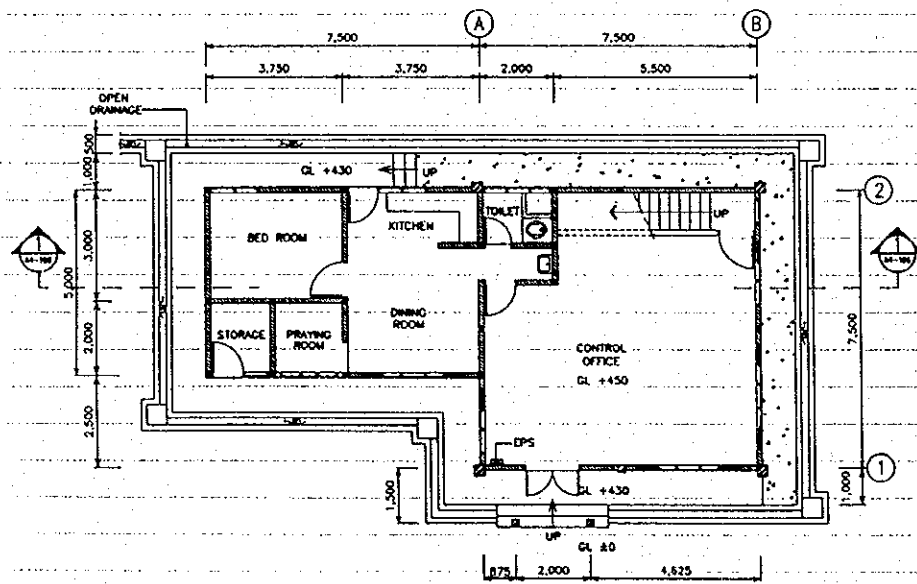 A
B
7,500
7,500
3,750
3,750
2,000
5,500
OPEN
DRAINAGE
500
1,000
GL +430
UP
2
KITCHEN
TOILET
UP
BED ROOM
3,000
5,000
7,500
DINING
ROOM
STORAGE
PRAYING
ROOM
2,000
CONTROL
OFFICE
GL +450
2,500
EPS
1
1,500
GL +430
1,000
UP
GL ±0
875
2,000
4,625